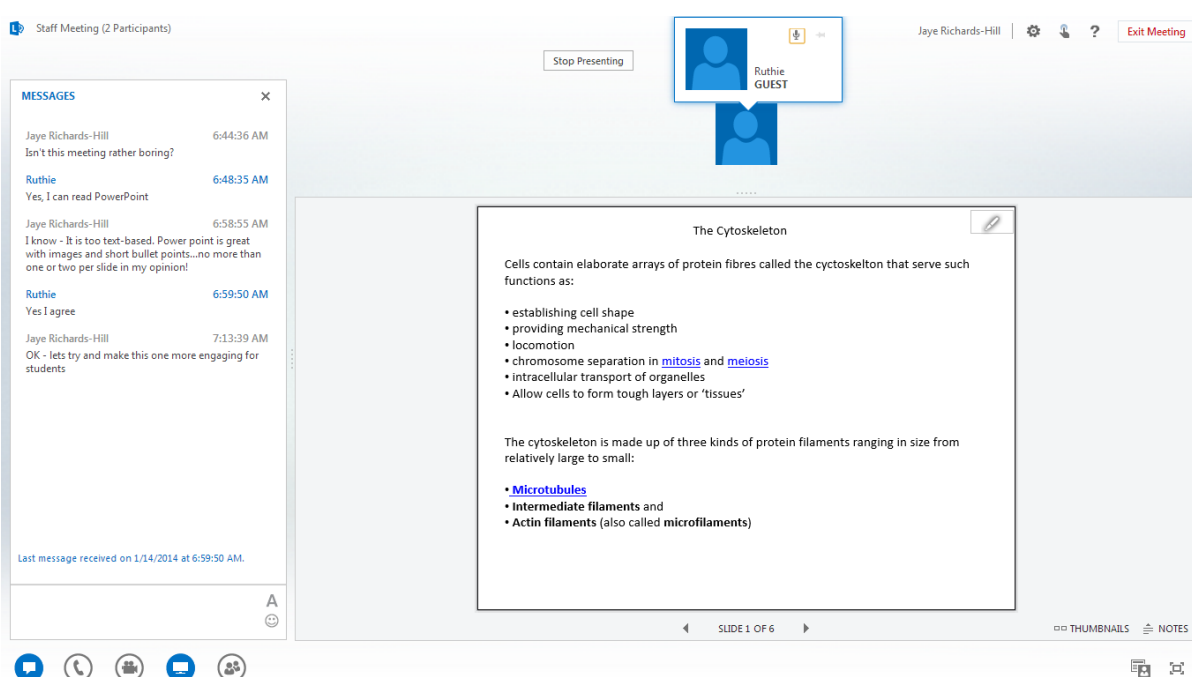 Staff Meeting (2 Participants)
Stop Presenting
Ruthie
GUEST
Jaye Richards-Hill
?
Exit Meeting
MESSAGES
Jaye Richards-Hill 6:44:36 AM
Isn't this meeting rather boring?
Ruthie 6:48:35 AM
Yes, I can read PowerPoint
Jaye Richards-Hill 6:58:55 AM
I know - It is too text-based. Power point is great
with images and short bullet points...no more than
one or two per slide in my opinion!
Ruthie 6:59:50 AM
Yes I agree
Jaye Richards-Hill 7:13:39 AM
OK - lets try and make this one more engaging for
students
Last message received on 1/14/2014 at 6:59:50 AM.
A
The Cytoskeleton
Cells contain elaborate arrays of protein fibres called the cyctoskelton that serve such
functions as:
• establishing cell shape
• providing mechanical strength
• locomotion
• chromosome separation in mitosis and meiosis
• intracellular transport of organelles
• Allow cells to form tough layers or ‘tissues’
The cytoskeleton is made up of three kinds of protein filaments ranging in size from
relatively large to small:
• Microtubules
• Intermediate filaments and
• Actin filaments (also called microfilaments)
SLIDE 1 OF 6
THUMBNAILS
NOTES